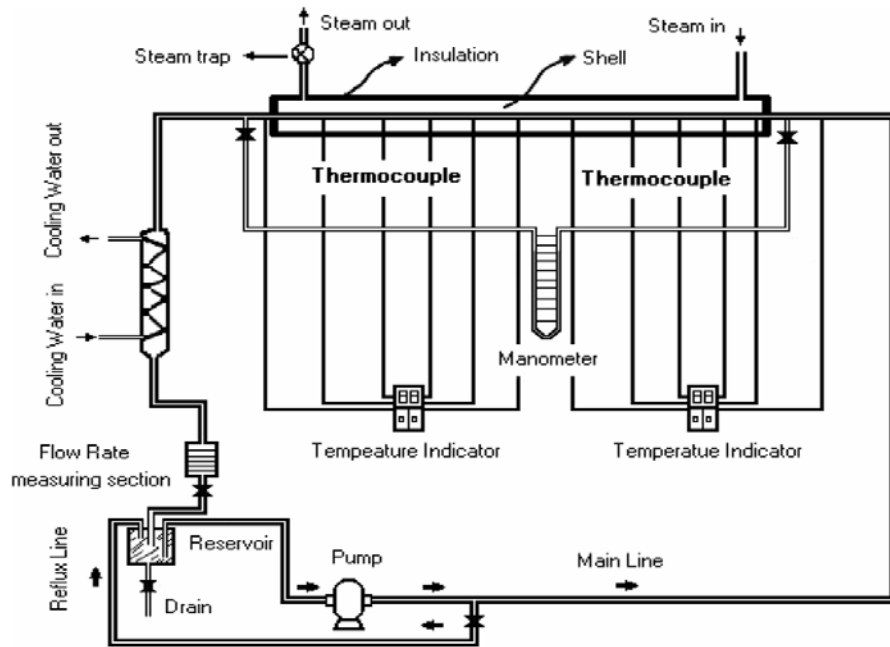 Steam out
Steam in
Steam trap
Insulation
Shell
Thermocouple
Thermocouple
Cooling Water out
Cooling Water in
Manometer
Tempeature Indicator
Temperatue Indicator
Flow Rate
measuring section
Reservoir
Reflux Line
Pump
Main Line
Drain